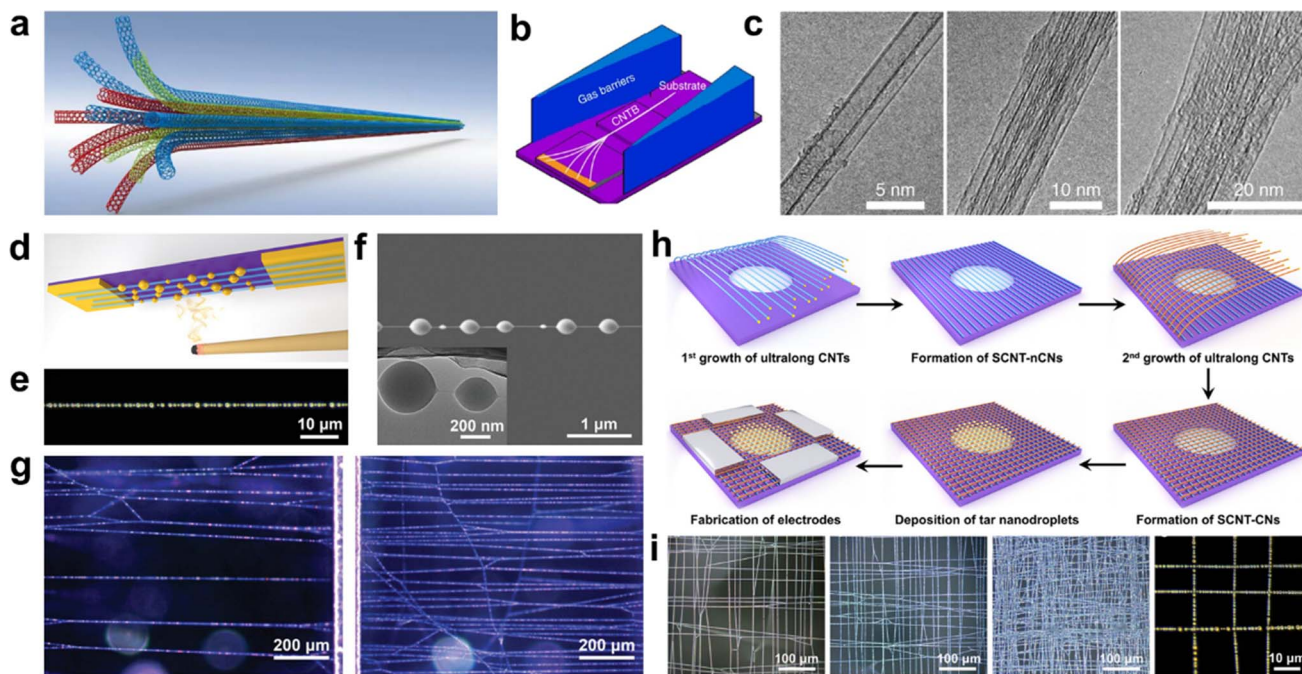 a
b
Gas barriers
Substrate
CNTB
c
5 nm
10 nm
20 nm
d
e
10 µm
f
200 nm
1 µm
g
200 µm
200 µm
h
1st growth of ultralong CNTs
Formation of SCNT-nCNs
2nd growth of ultralong CNTs
Fabrication of electrodes
Deposition of tar nanodroplets
Formation of SCNT-CNs
i
100 µm
100 µm
100 µm
10 µm